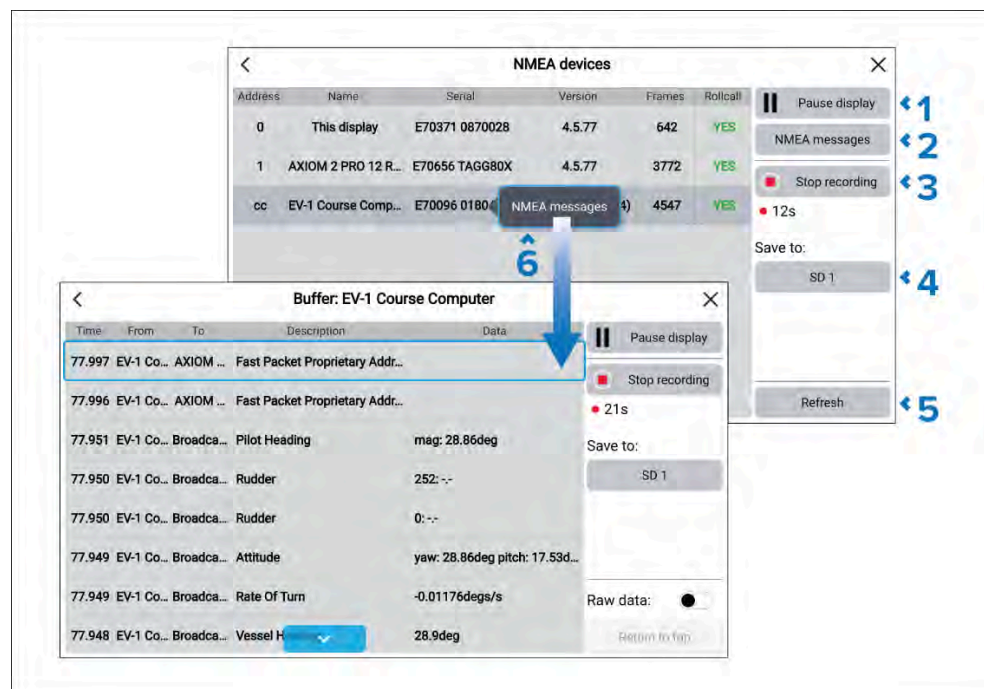 NMEA devices
Address Name Serial Version Frames Rollcall
Pause display
1
0 This display E70371 0870028 4.5.77 642 YES
NMEA messages
2
1 AXIOM 2 PRO 12 R... E70656 TAGG80X 4.5.77 3772 YES
Stop recording
3
cc EV-1 Course Comp... E70096 0180 NMEA messages 4) 4547 YES
12s
6
Save to:
SD 1
4
Refresh
5
Buffer: EV-1 Course Computer
Time From To Description Data
Pause display
77.997 EV-1 Co... AXIOM ... Fast Packet Proprietary Addr...
Stop recording
77.996 EV-1 Co... AXIOM ... Fast Packet Proprietary Addr...
21s
77.951 EV-1 Co... Broadca... Pilot Heading mag: 28.86deg
Save to:
77.950 EV-1 Co... Broadca... Rudder 252: -.-
SD 1
77.950 EV-1 Co... Broadca... Rudder 0: -.-
77.949 EV-1 Co... Broadca... Attitude yaw: 28.86deg pitch: 17.53d...
77.949 EV-1 Co... Broadca... Rate Of Turn -0.01176degs/s
Raw data:
77.948 EV-1 Co... Broadca... Vessel H 28.9deg
Return to top